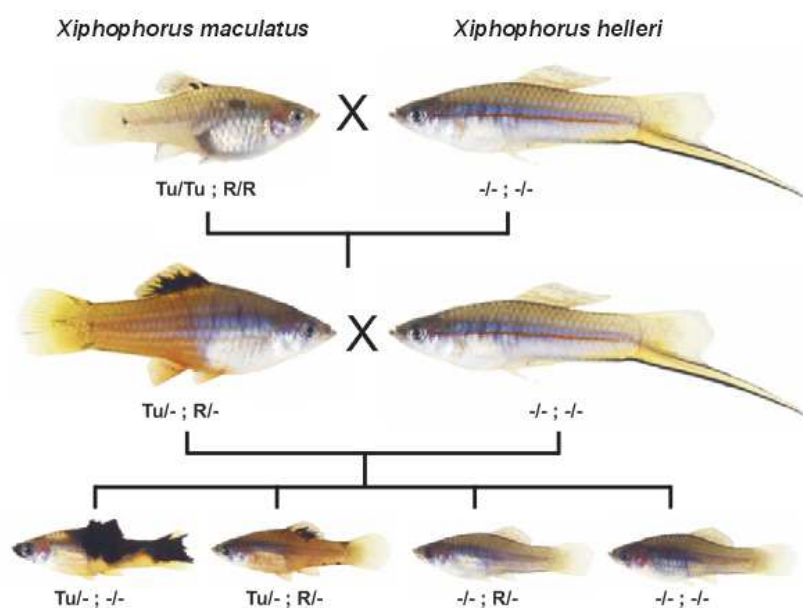 Xiphophorus maculatus Xiphophorus helleri
X
Tu/Tu ; R/R -/- ; -/-
X
Tu/- ; R/- -/- ; -/-
Tu/- ; -/- Tu/- ; R/- -/- ; R/- -/- ; -/-